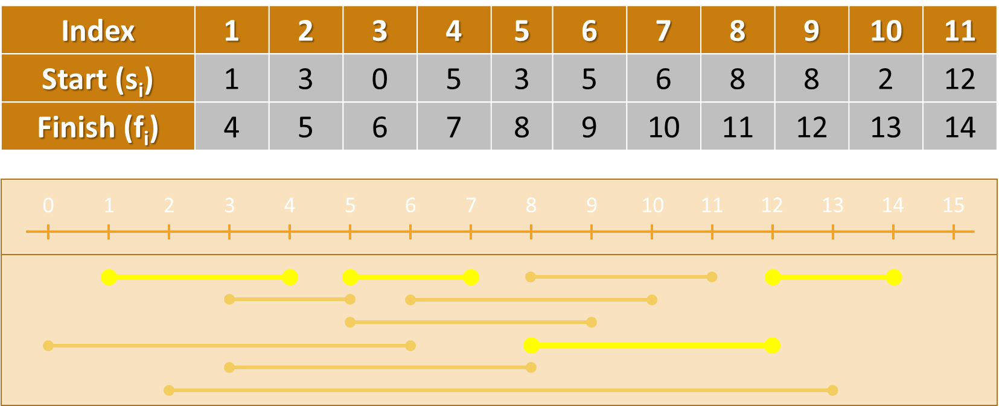 Index 1 2 3 4 5 6 7 8 9 10 11
Start (si) 1 3 0 5 3 5 6 8 8 2 12
Finish (fi) 4 5 6 7 8 9 10 11 12 13 14
0 1 2 3 4 5 6 7 8 9 10 11 12 13 14 15